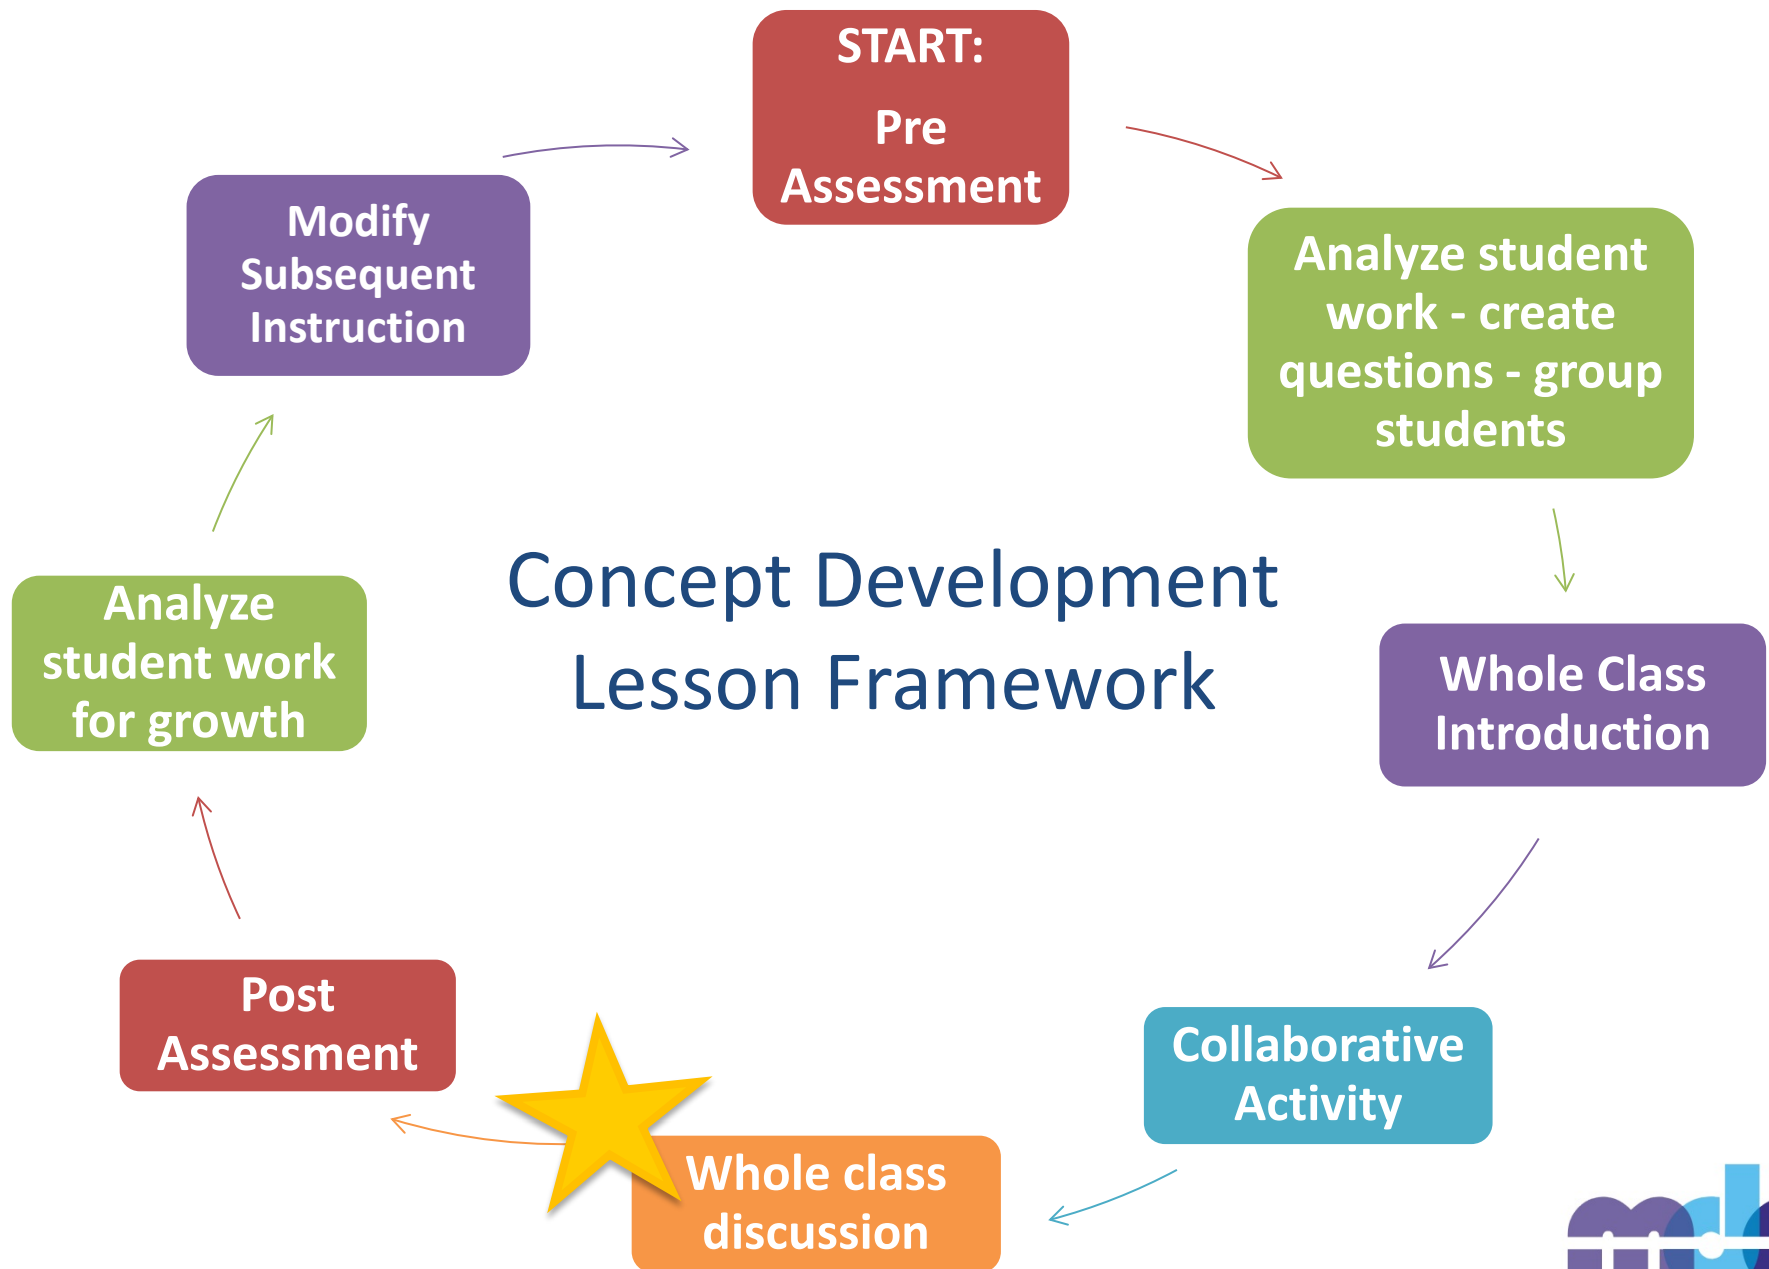 START:
Pre
Assessment
Analyze student
work - create
questions - group
students
Whole Class
Introduction
Collaborative
Activity
Whole class
discussion
Post
Assessment
Analyze
student work
for growth
Modify
Subsequent
Instruction
Concept Development
Lesson Framework